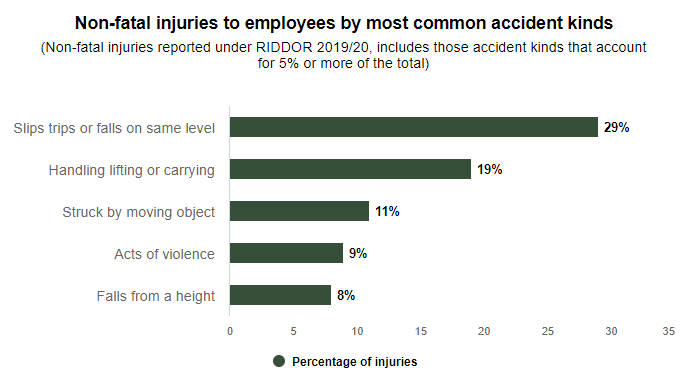 Non-fatal injuries to employees by most common accident kinds
(Non-fatal injuries reported under RIDDOR 2019/20, includes those accident kinds that account
for 5% or more of the total)
Slips trips or falls on same level 29%
Handling lifting or carrying 19%
Struck by moving object 11%
Acts of violence 9%
Falls from a height 8%
0 5 10 15 20 25 30 35
Percentage of injuries